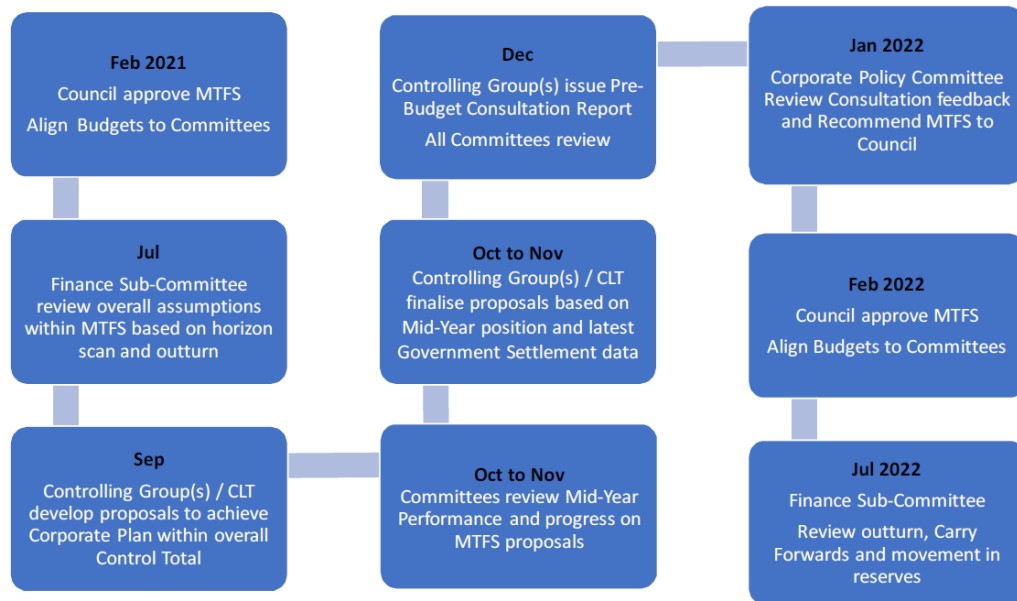 Feb 2021
Council approve MTFS
Align Budgets to Committees
Jul
Finance Sub-Committee
review overall assumptions
within MTFS based on horizon
scan and outturn
Sep
Controlling Group(s) / CLT
develop proposals to achieve
Corporate Plan within overall
Control Total
Oct to Nov
Committees review Mid-Year
Performance and progress on
MTFS proposals
Oct to Nov
Controlling Group(s) / CLT
finalise proposals based on
Mid-Year position and latest
Government Settlement data
Dec
Controlling Group(s) issue Pre-
Budget Consultation Report
All Committees review
Jan 2022
Corporate Policy Committee
Review Consultation feedback
and Recommend MTFS to
Council
Feb 2022
Council approve MTFS
Align Budgets to Committees
Jul 2022
Finance Sub-Committee
Review outturn, Carry
Forwards and movement in
reserves